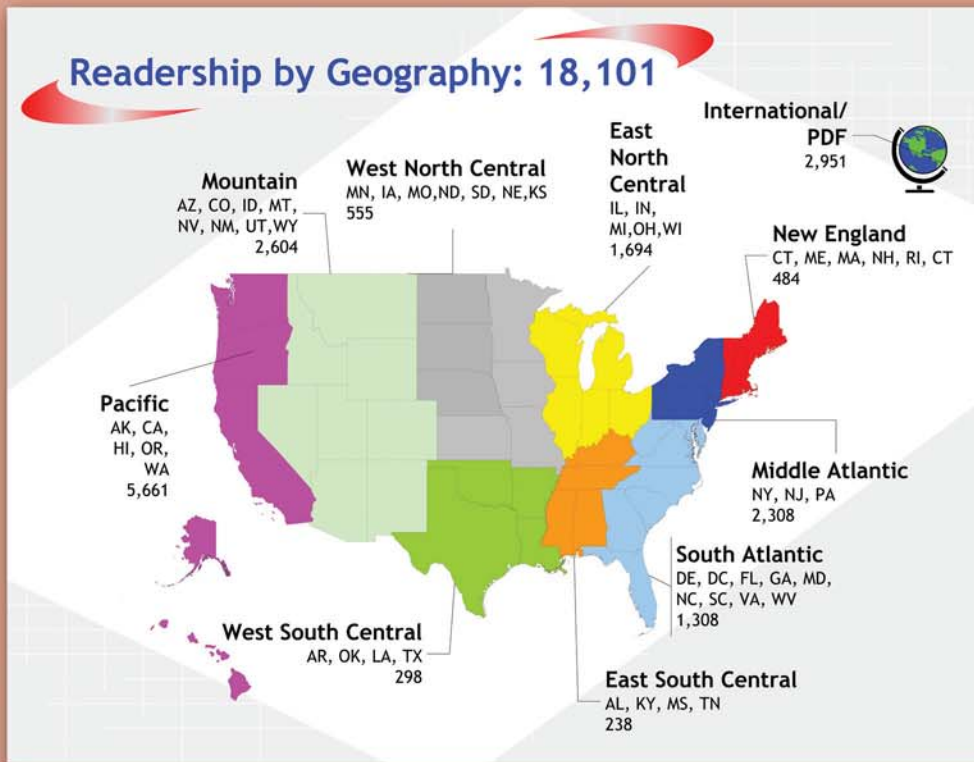 Readership by Geography: 18,101
International/
PDF
2,951
East
North
Central
IL, IN,
MI,OH,WI
1,694
West North Central
MN, IA, MO,ND, SD, NE,KS
555
Mountain
AZ, CO, ID, MT,
NV, NM, UT,WY
2,604
New England
CT, ME, MA, NH, RI, CT
484
Pacific
AK, CA,
HI, OR,
WA
5,661
Middle Atlantic
NY, NJ, PA
2,308
South Atlantic
DE, DC, FL, GA, MD,
NC, SC, VA, WV
1,308
West South Central
AR, OK, LA, TX
298
East South Central
AL, KY, MS, TN
238